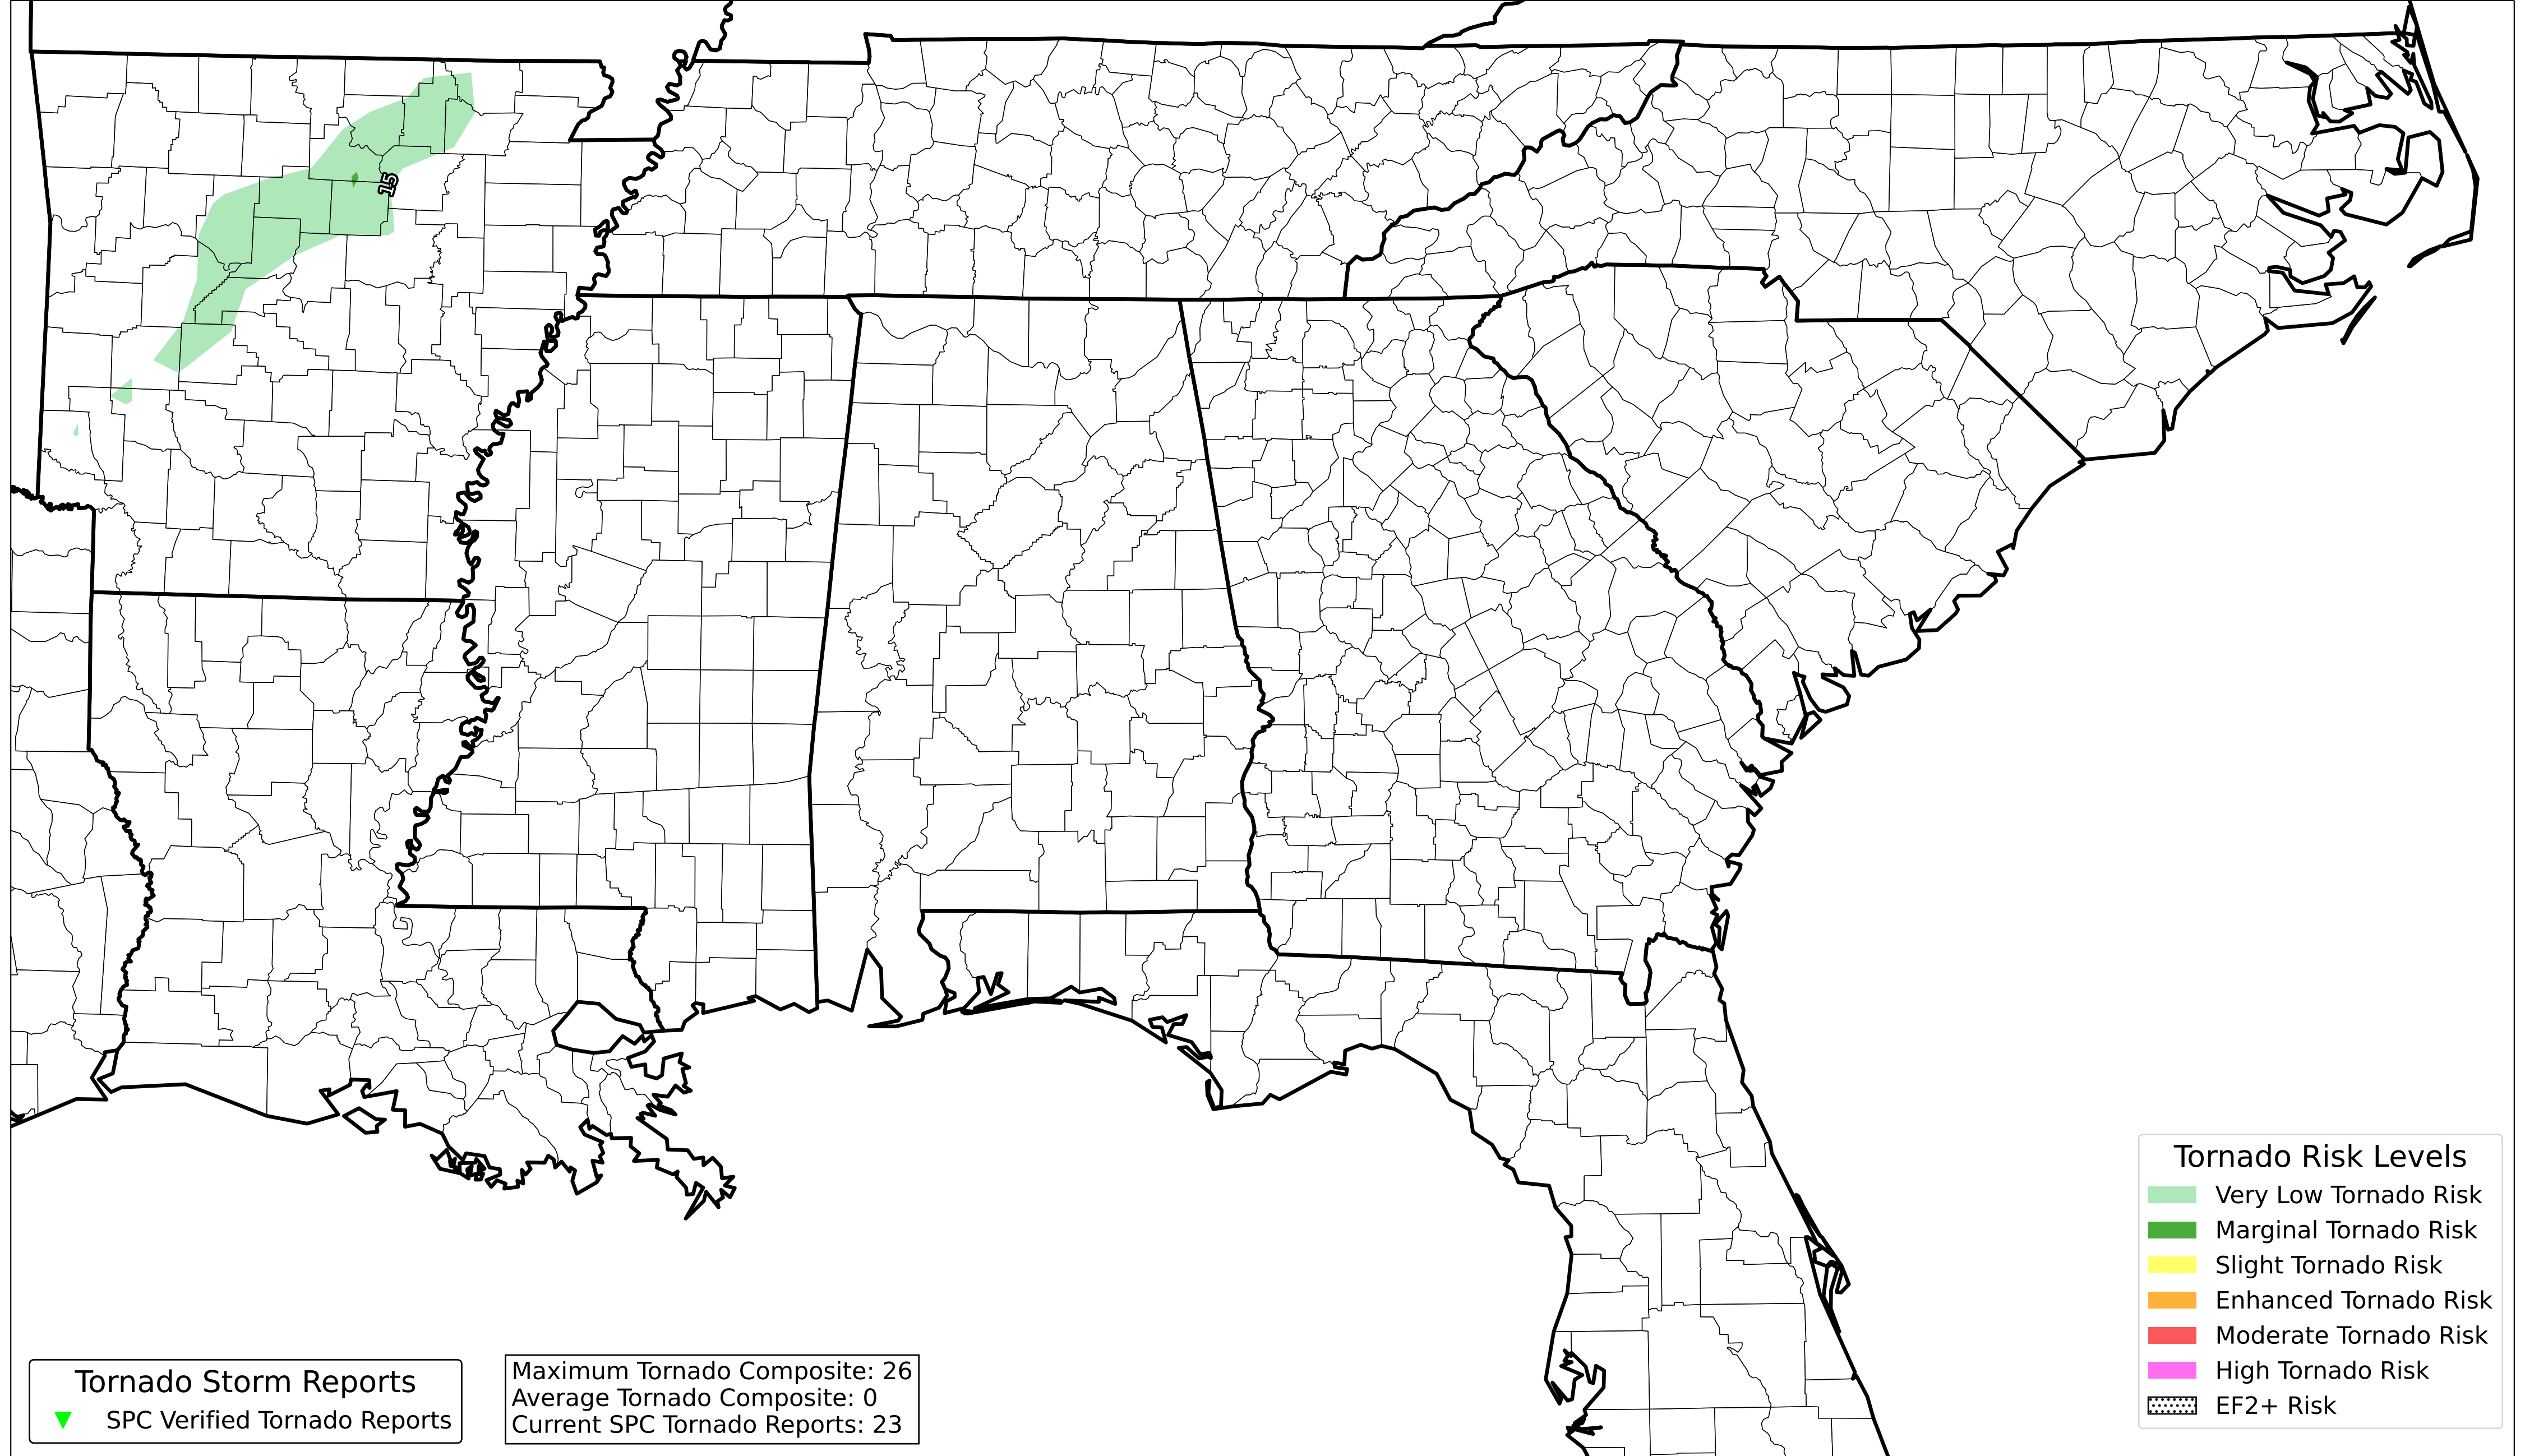 15
Tornado Storm Reports
SPC Verified Tornado Reports
Maximum Tornado Composite: 26
Average Tornado Composite: 0
Current SPC Tornado Reports: 23
Tornado Risk Levels
Very Low Tornado Risk
Marginal Tornado Risk
Slight Tornado Risk
Enhanced Tornado Risk
Moderate Tornado Risk
High Tornado Risk
EF2+ Risk